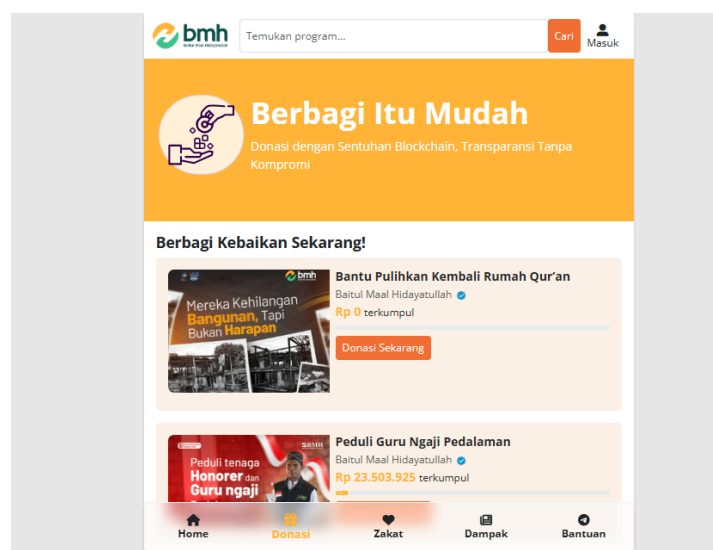 bmh
Temukan program...
Cari
Masuk
Berbagi Itu Mudah
Donasi dengan Sentuhan Blockchain, Transparansi Tanpa
Kompromi
Berbagi Kebaikan Sekarang!
bmh
Mereka Kehilangan
Bangunan, Tapi
Bukan Harapan
Bantu Pulihkan Kembali Rumah Qur'an
Baitul Maal Hidayatullah
Rp 0 terkumpul
Donasi Sekarang
Peduli tenaga
Honorer dan
Guru ngaji
Peduli Guru Ngaji Pedalaman
Baitul Maal Hidayatullah
Rp 23.503.925 terkumpul
Home
Donasi
Zakat
Dampak
Bantuan